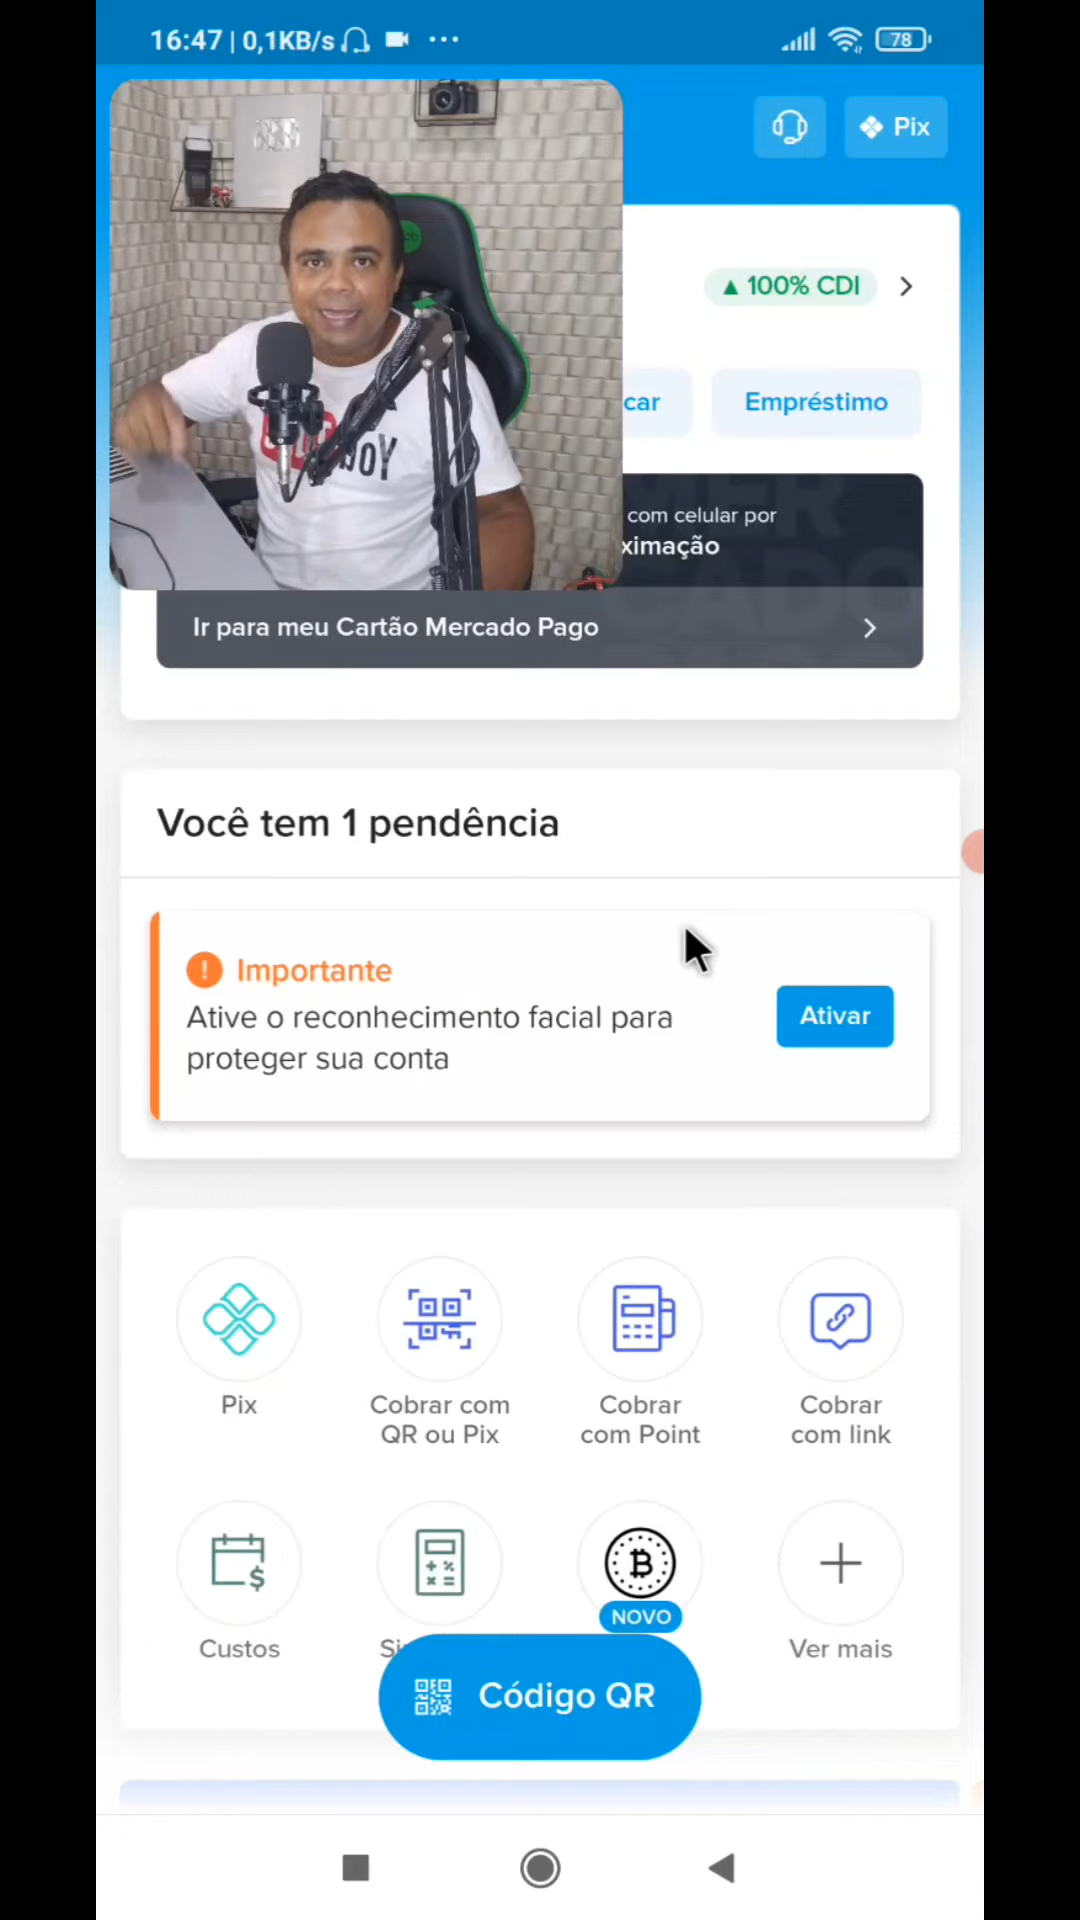 16:47 | 0,1KB/s
78
Pix
100% CDI
car
Empréstimo
com celular por
ximação
Ir para meu Cartão Mercado Pago
Você tem 1 pendência
Importante
Ative o reconhecimento facial para
proteger sua conta
Ativar
Pix
Cobrar com
QR ou Pix
Cobrar
com Point
Cobrar
com link
NOVO
Custos
Si
Ver mais
Código QR